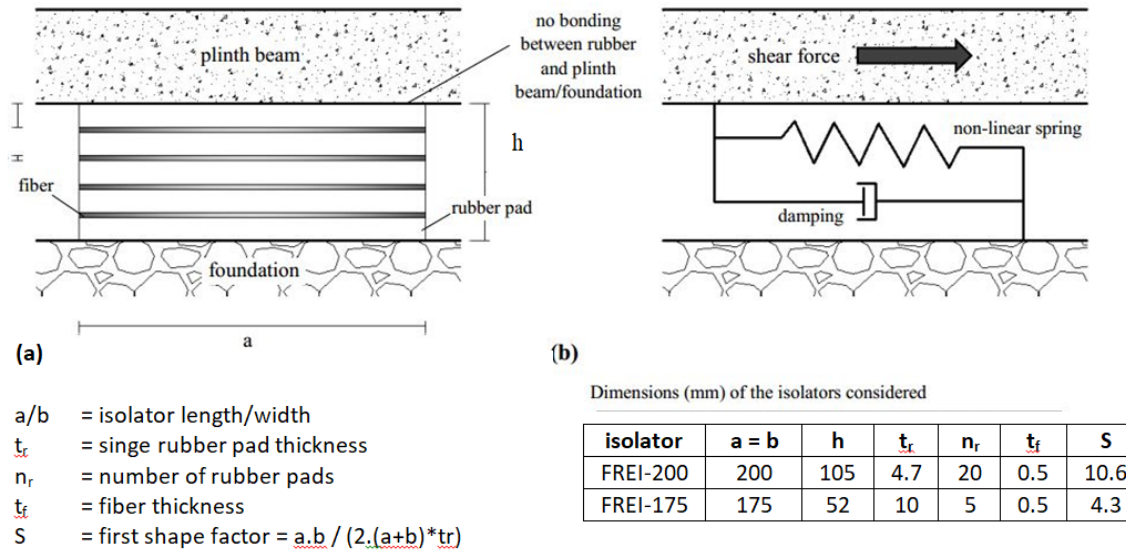 plinth beam
no bonding
between rubber
and plinth
beam/foundation
h
fiber
rubber pad
foundation
a
(a)
shear force
non-linear spring
damping
(b)
a/b = isolator length/width
tr = singe rubber pad thickness
nr = number of rubber pads
tf = fiber thickness
S = first shape factor = a.b / (2.(a+b)*tr)
Dimensions (mm) of the isolators considered
isolator a = b h tr nr tf S
FREI-200 200 105 4.7 20 0.5 10.6
FREI-175 175 52 10 5 0.5 4.3